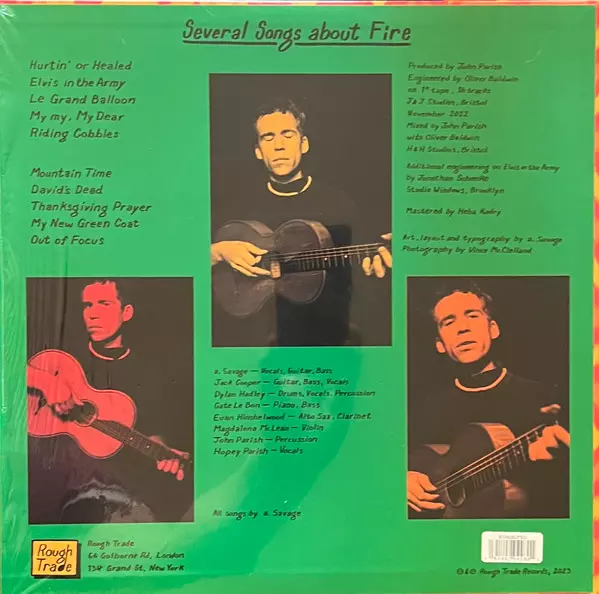 Several Songs about Fire
Hurtin' or Healed
Elvis in the Army
Le Grand Balloon
My my, My Dear
Riding Cobbles
Mountain Time
David's Dead
Thanksgiving Prayer
My New Green Coat
Out of Focus
Produced by John Parish
Engineered by Oliver Baldwin
on 1" tape, 16 tracks
J&J Studios, Bristol
November 2022
Mixed by John Parish
with Oliver Baldwin
H&H Studios, Bristol
Additional engineering on Elvis in the Army
by Jonathan Schenke
Studio Windows, Brooklyn
Mastered by Heba Kadry
Art, layout and typography by a. Savage
Photography by Vince McClelland
a. Savage — Vocals, Guitar, Bass
Jack Cooper — Guitar, Bass, Vocals
Dylan Hadley — Drums, Vocals, Percussion
Cate Le Bon — Piano, Bass
Euan Hinshelwood — Alto Sax, Clarinet
Magdalena McLean — Violin
John Parish — Percussion
Hopey Parish — Vocals
All songs by a. Savage
Rough Trade
Rough Trade
66 Golborne Rd, London
134 Grand St, New York
℗&© Rough Trade Records, 2023